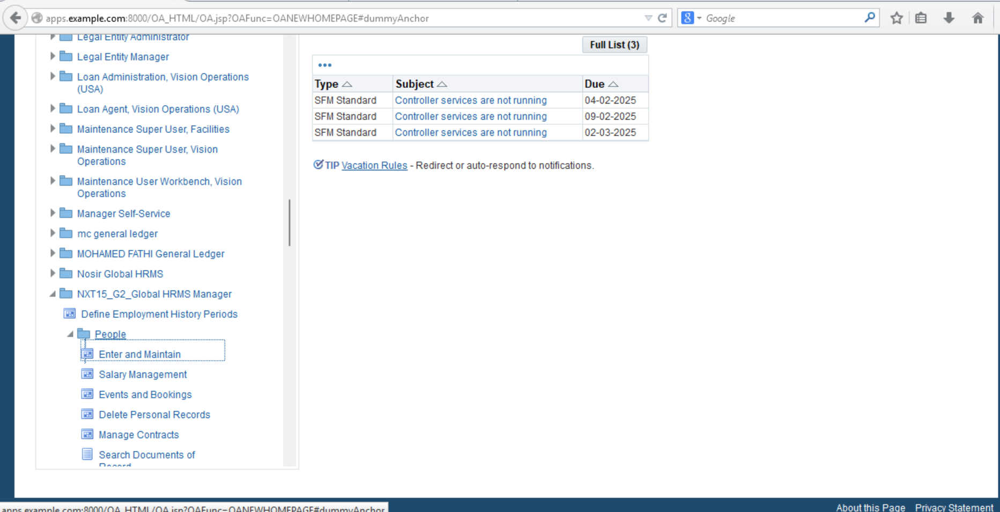 apps.example.com:8000/OA_HTML/OA.jsp?OAFunc=OANEWHOMEPAGE#dummyAnchor
8
Google
Legal Entity Administrator
Legal Entity Manager
Loan Administration, Vision Operations
(USA)
Loan Agent, Vision Operations (USA)
Maintenance Super User, Facilities
Maintenance Super User, Vision
Operations
Maintenance User Workbench, Vision
Operations
Manager Self-Service
mc general ledger
MOHAMED FATHI General Ledger
Nosir Global HRMS
NXT15_G2_Global HRMS Manager
Define Employment History Periods
People
Enter and Maintain
Salary Management
Events and Bookings
Delete Personal Records
Manage Contracts
Search Documents of
Record
Full List (3)
Type Subject Due
SFM Standard Controller services are not running 04-02-2025
SFM Standard Controller services are not running 09-02-2025
SFM Standard Controller services are not running 02-03-2025
TIP Vacation Rules - Redirect or auto-respond to notifications.
apps.example.com:8000/OA_HTML/OA.jsp?OAFunc=OANEWHOMEPAGE#dummyAnchor
About this Page Privacy Statement